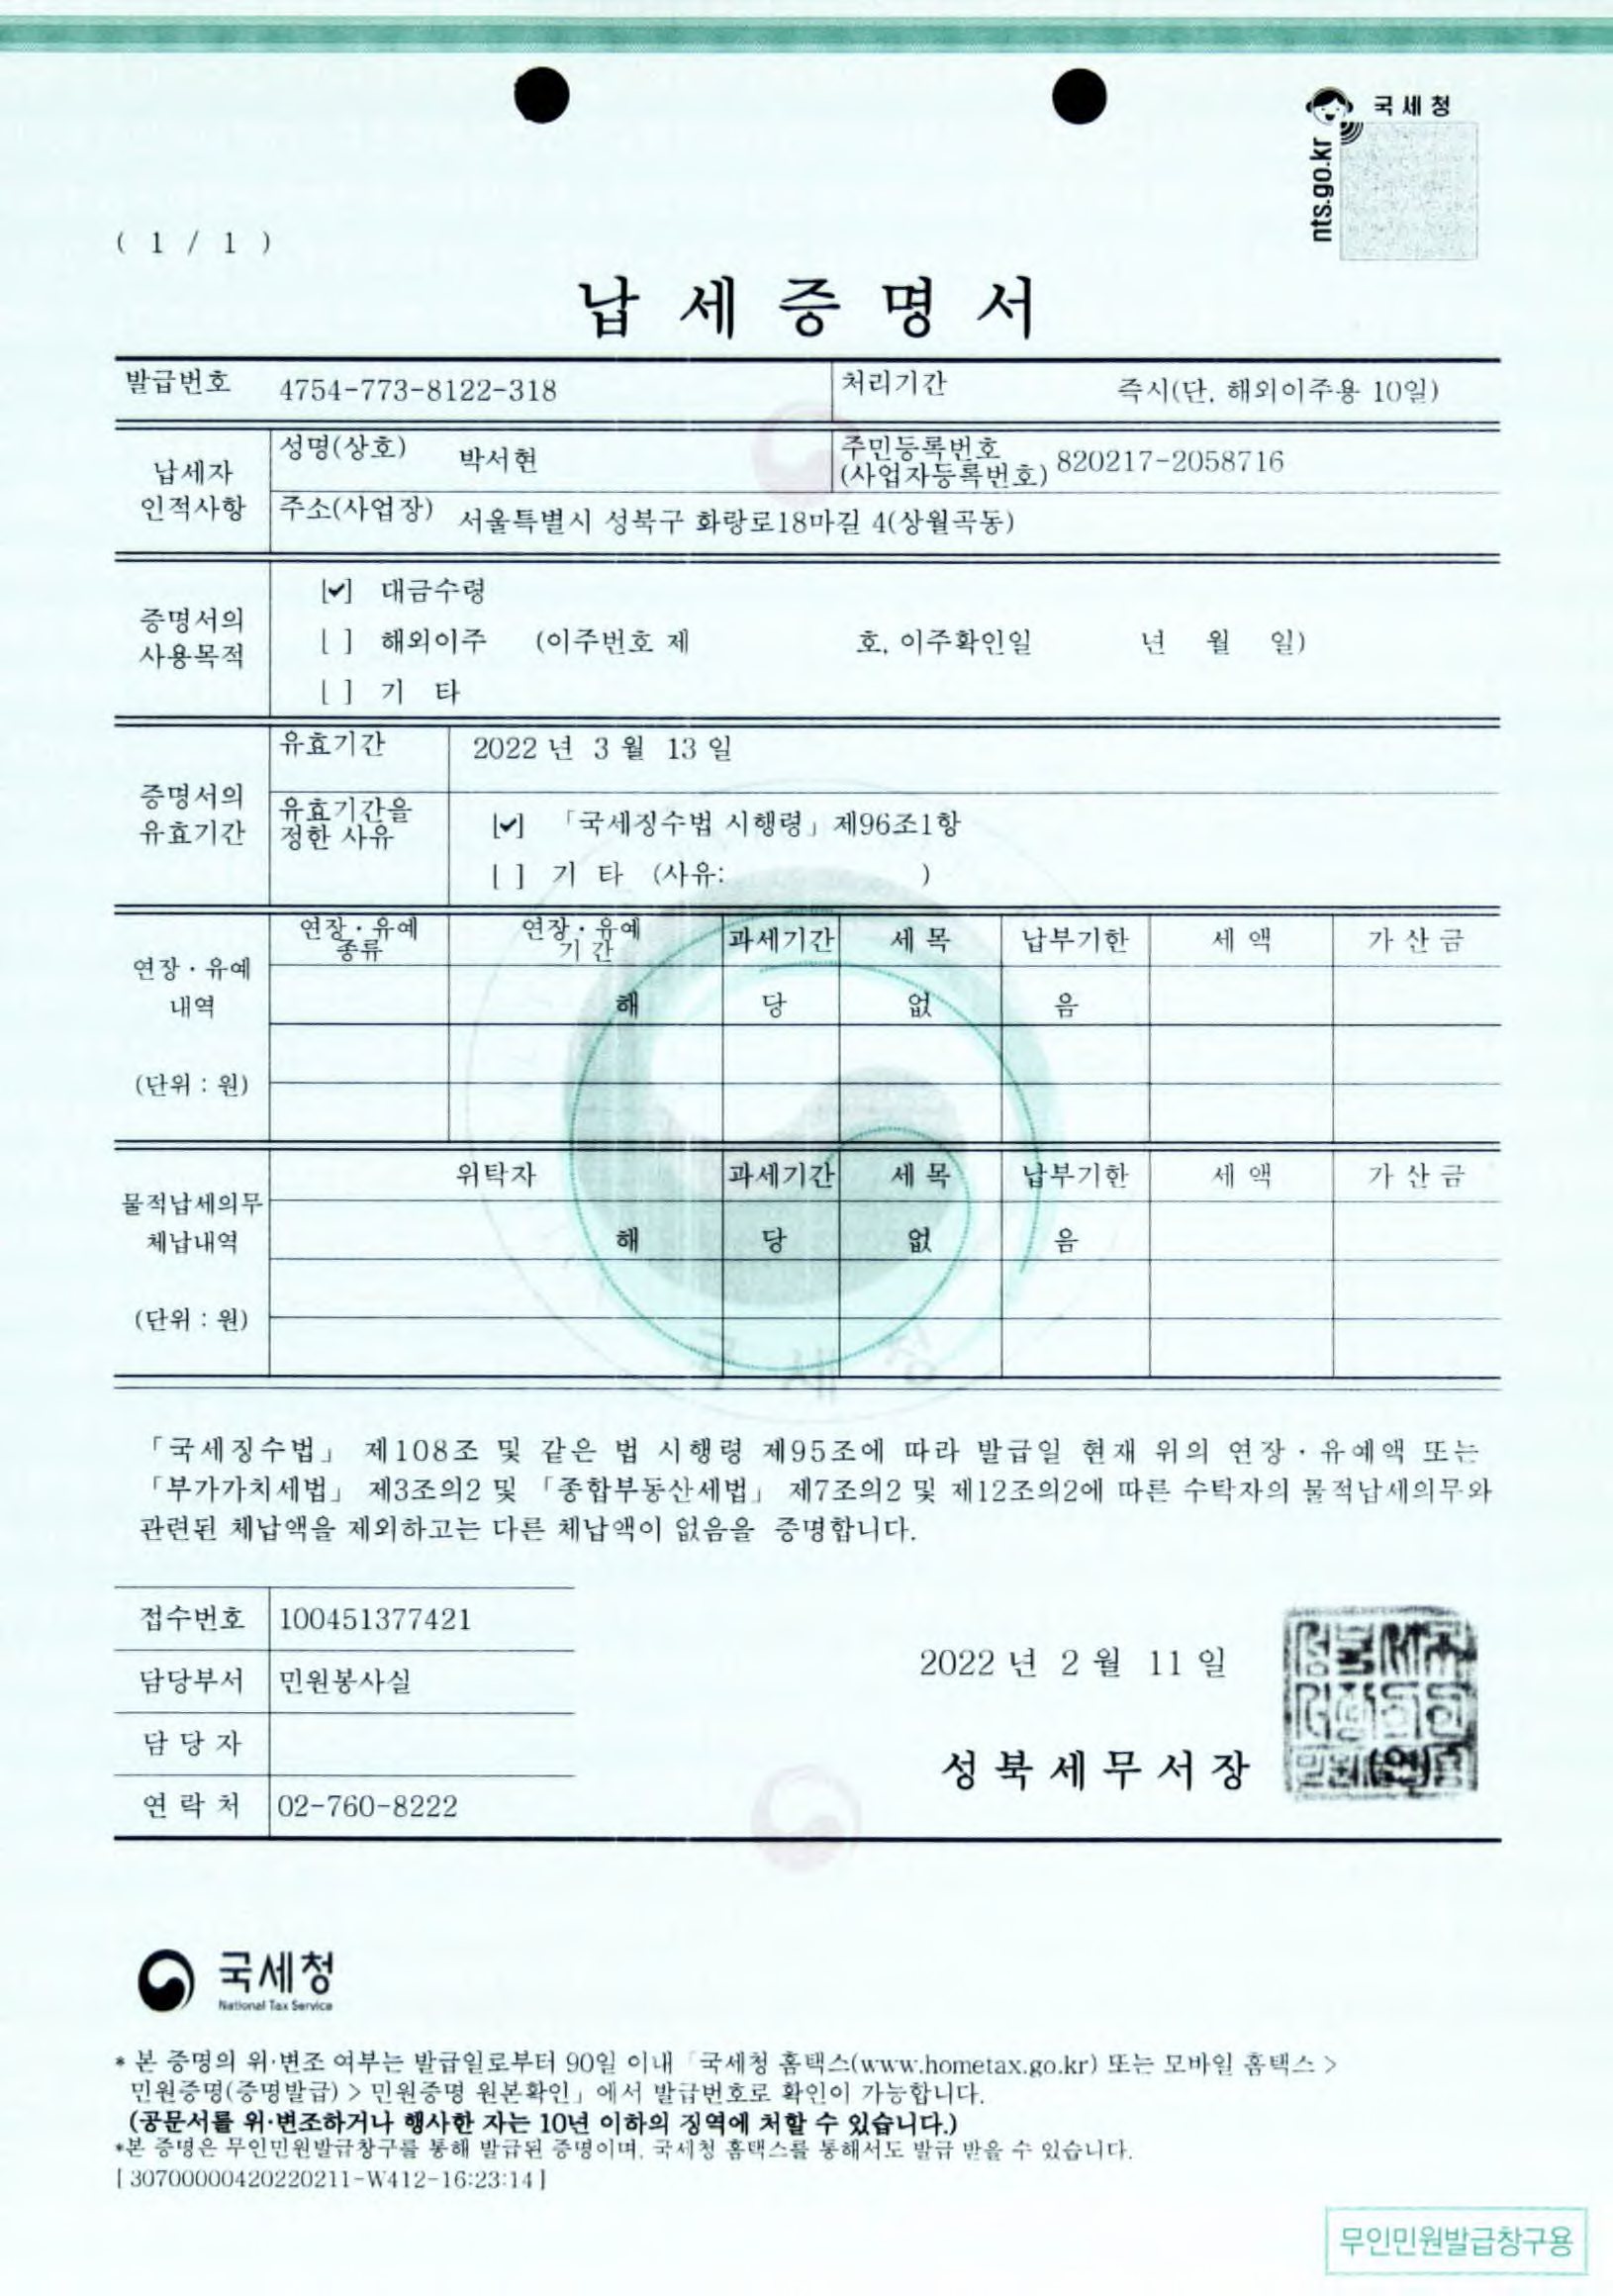 국세청
nts.go.kr
( 1 / 1 )
납 세 증 명 서
발급번호 4754-773-8122-318 처리기간 즉시(단, 해외이주용 10일)
납세자 인적사항
성명(상호) 박서현 주민등록번호 (사업자등록번호) 820217-2058716
주소(사업장) 서울특별시 성북구 화랑로18마길 4(상월곡동)
증명서의 사용목적
[✔] 대금수령
[ ] 해외이주 (이주번호 제 호, 이주확인일 년 월 일)
[ ] 기 타
증명서의 유효기간
유효기간 2022 년 3 월 13 일
유효기간을 정한 사유
[✔] 「국세징수법 시행령」제96조1항
[ ] 기 타 (사유: )
연장·유예 내역 (단위 : 원)
연장·유예 종류 연장·유예 기 간 과세기간 세 목 납부기한 세 액 가 산 금
해 당 없 음
물적납세의무 체납내역 (단위 : 원)
위탁자 과세기간 세 목 납부기한 세 액 가 산 금
해 당 없 음
국 세 청
「국세징수법」 제108조 및 같은 법 시행령 제95조에 따라 발급일 현재 위의 연장·유예액 또는
「부가가치세법」 제3조의2 및 「종합부동산세법」 제7조의2 및 제12조의2에 따른 수탁자의 물적납세의무와
관련된 체납액을 제외하고는 다른 체납액이 없음을 증명합니다.
접수번호 100451377421
담당부서 민원봉사실
담 당 자
연 락 처 02-760-8222
2022 년 2 월 11 일
성 북 세 무 서 장
(인)
국세청
National Tax Service
* 본 증명의 위·변조 여부는 발급일로부터 90일 이내「국세청 홈택스(www.hometax.go.kr) 또는 모바일 홈택스 >
민원증명(증명발급) > 민원증명 원본확인」에서 발급번호로 확인이 가능합니다.
(공문서를 위·변조하거나 행사한 자는 10년 이하의 징역에 처할 수 있습니다.)
*본 증명은 무인민원발급창구를 통해 발급된 증명이며, 국세청 홈택스를 통해서도 발급 받을 수 있습니다.
[ 30700000420220211-W412-16:23:14 ]
무인민원발급창구용